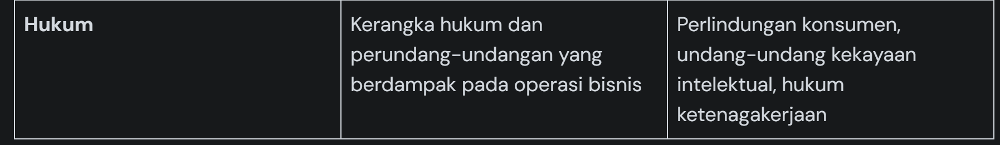 Hukum
Kerangka hukum dan
perundang-undangan yang
berdampak pada operasi bisnis
Perlindungan konsumen,
undang-undang kekayaan
intelektual, hukum
ketenagakerjaan